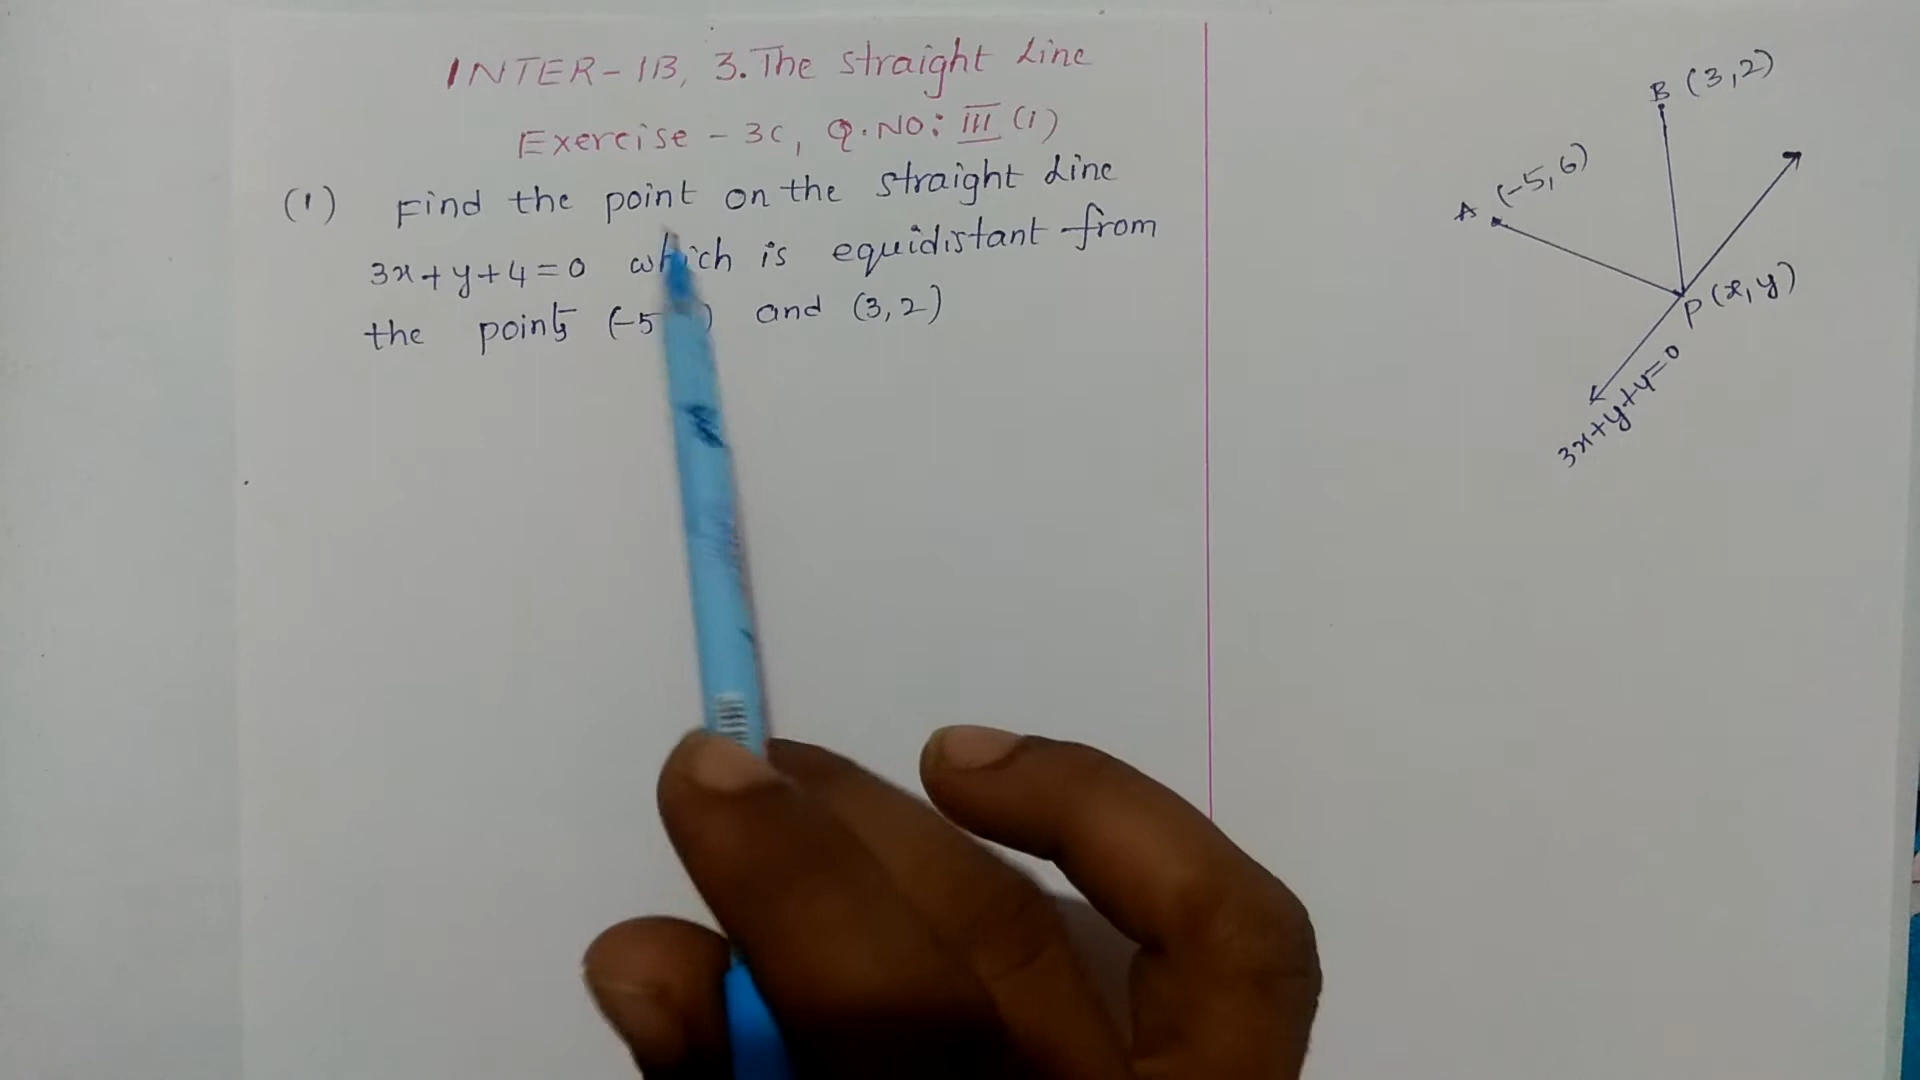 INTER-1B, 3. The straight Line
Exercise - 3C, Q.NO: III (1)
(1) Find the point on the straight Line
3x+y+4=0 which is equidistant from
the points (-5 ) and (3,2)
B (3,2)
A (-5,6)
P(x,y)
3x+y+4=0